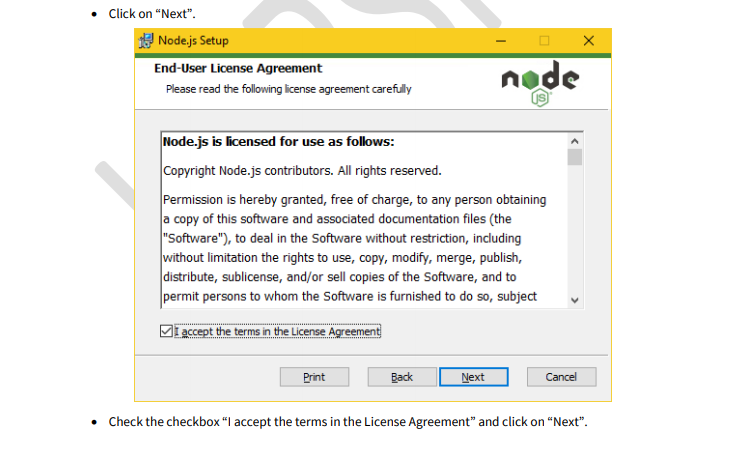 • Click on “Next”.
Node.js Setup
End-User License Agreement
Please read the following license agreement carefully
node
JS
Node.js is licensed for use as follows:
Copyright Node.js contributors. All rights reserved.
Permission is hereby granted, free of charge, to any person obtaining
a copy of this software and associated documentation files (the
"Software"), to deal in the Software without restriction, including
without limitation the rights to use, copy, modify, merge, publish,
distribute, sublicense, and/or sell copies of the Software, and to
permit persons to whom the Software is furnished to do so, subject
I accept the terms in the License Agreement
Print Back Next Cancel
• Check the checkbox “I accept the terms in the License Agreement” and click on “Next”.